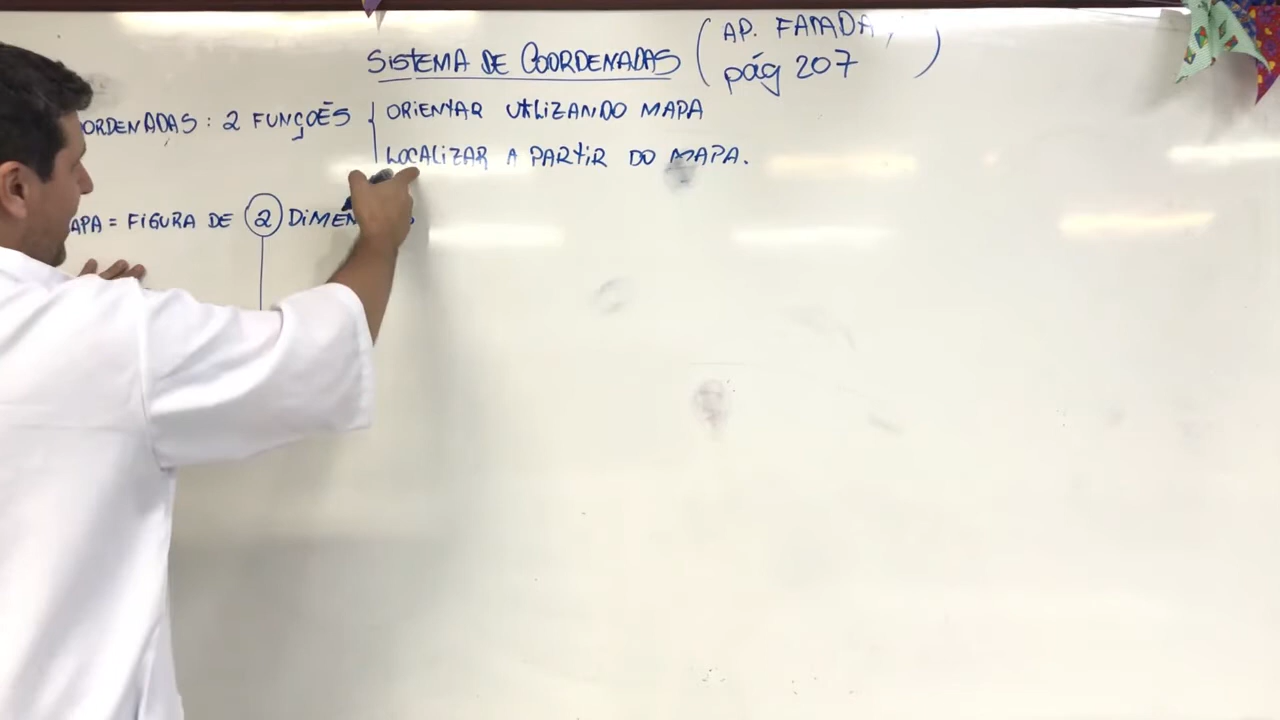 SISTEMA DE COORDENADAS (AP. FAIADA,
pág 207)
ORDENADAS: 2 FUNÇÕES { ORIENTAR UTILIZANDO MAPA
LOCALIZAR A PARTIR DO MAPA.
APA = FIGURA DE 2 DIMEN